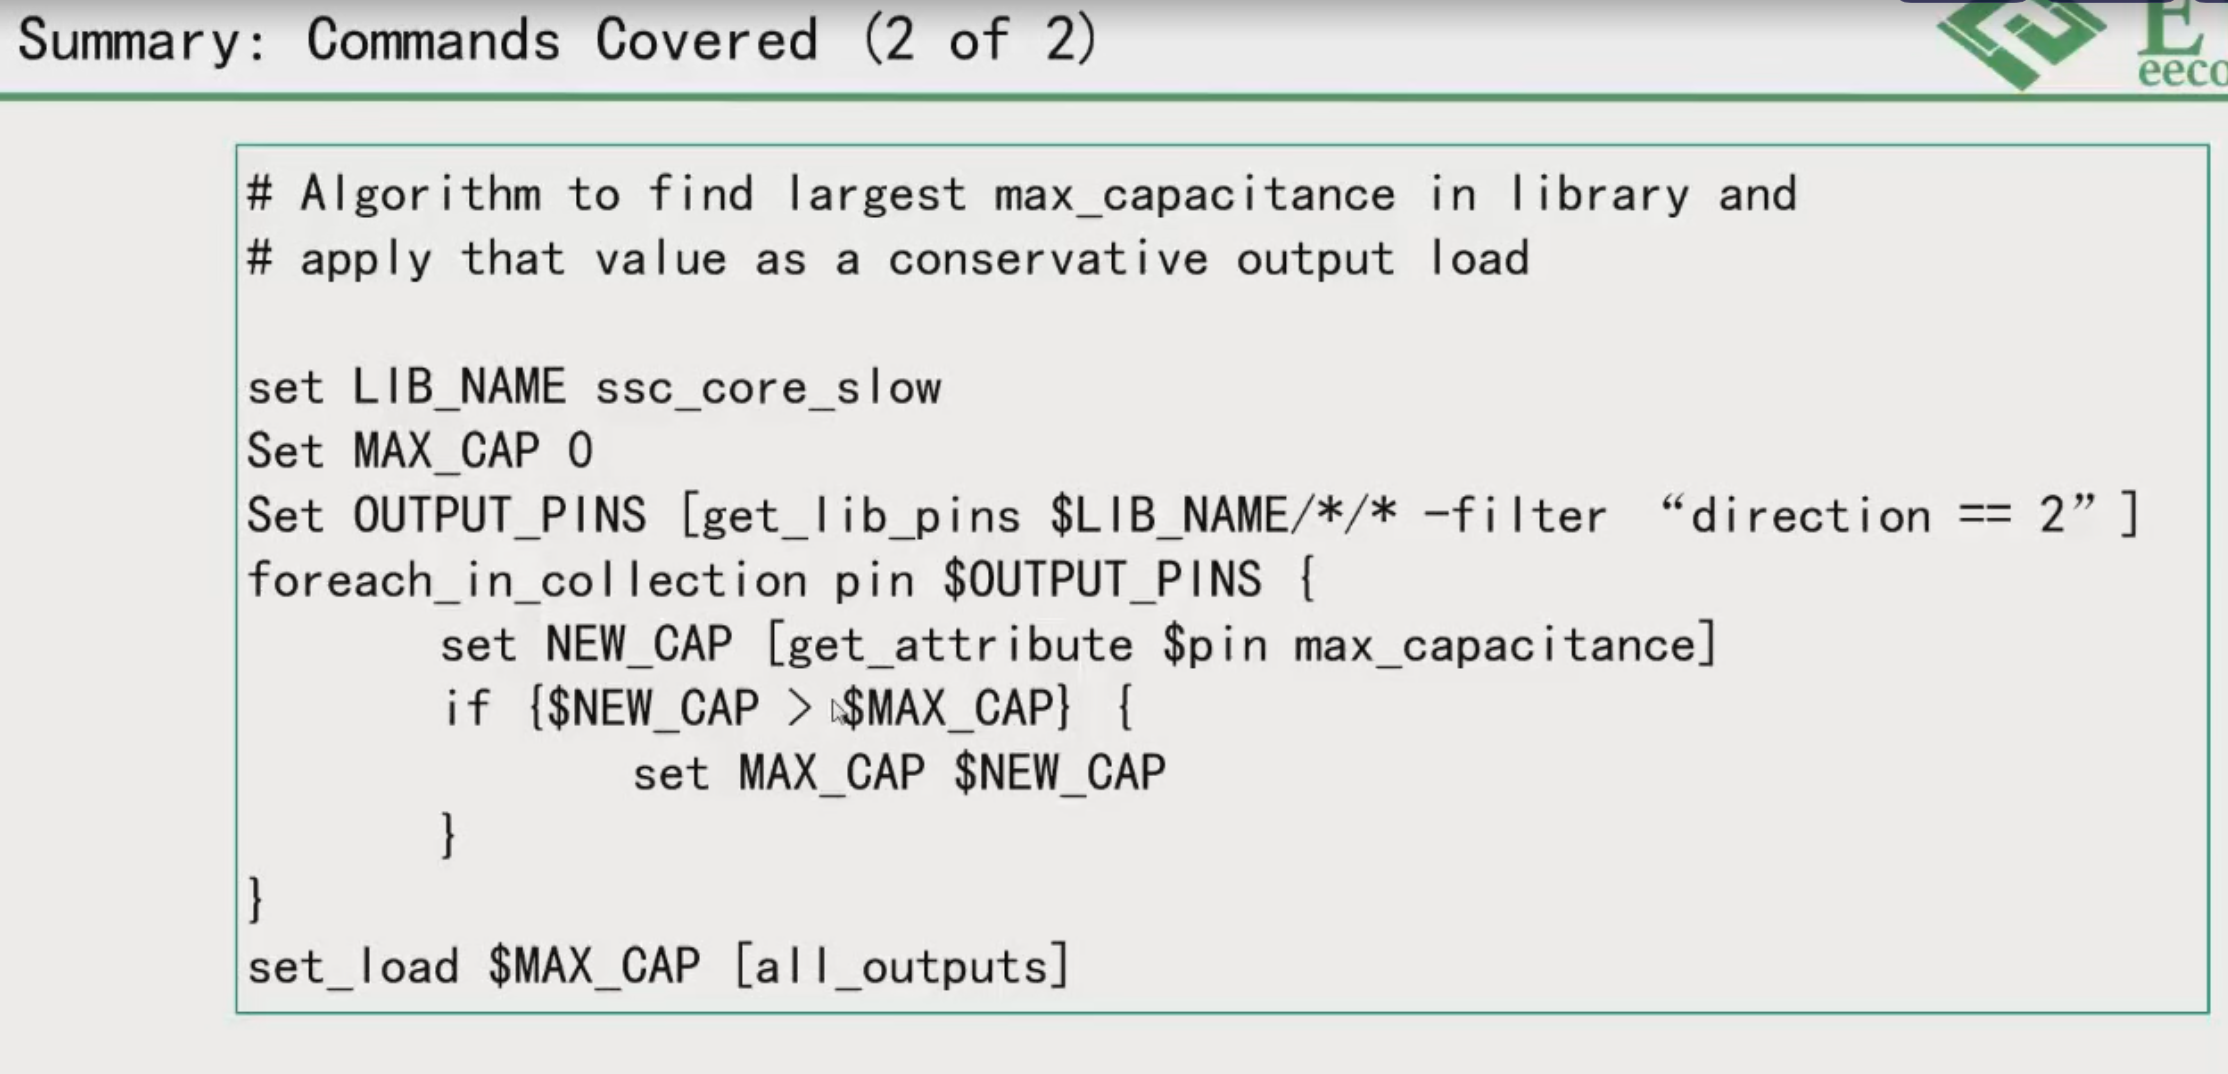 Summary: Commands Covered (2 of 2)
E
eeco
# Algorithm to find largest max_capacitance in library and
# apply that value as a conservative output load
set LIB_NAME ssc_core_slow
Set MAX_CAP 0
Set OUTPUT_PINS [get_lib_pins $LIB_NAME/*/* -filter “direction == 2” ]
foreach_in_collection pin $OUTPUT_PINS {
set NEW_CAP [get_attribute $pin max_capacitance]
if {$NEW_CAP > $MAX_CAP} {
set MAX_CAP $NEW_CAP
}
}
set_load $MAX_CAP [all_outputs]